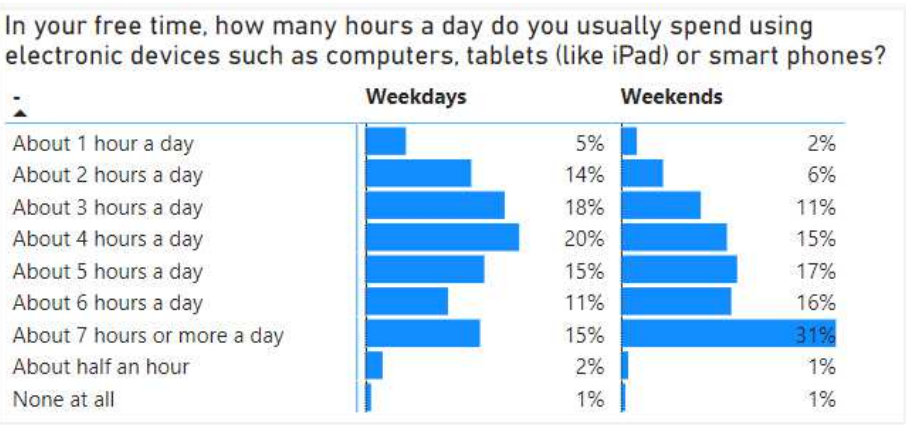 In your free time, how many hours a day do you usually spend using
electronic devices such as computers, tablets (like iPad) or smart phones?
- Weekdays Weekends
About 1 hour a day 5% 2%
About 2 hours a day 14% 6%
About 3 hours a day 18% 11%
About 4 hours a day 20% 15%
About 5 hours a day 15% 17%
About 6 hours a day 11% 16%
About 7 hours or more a day 15% 31%
About half an hour 2% 1%
None at all 1% 1%